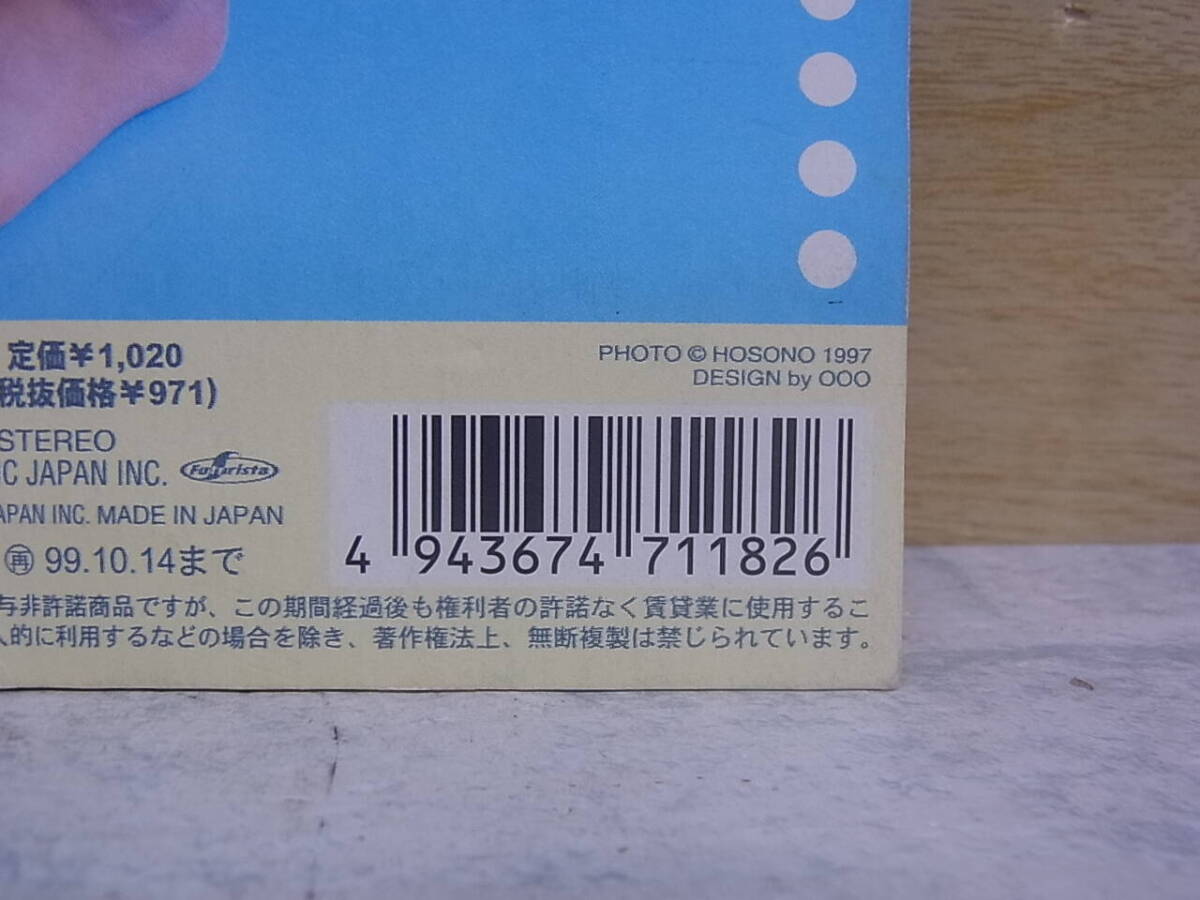 定価¥1,020
税抜価格¥971)
STEREO
C JAPAN INC. Futurista
APAN INC. MADE IN JAPAN
再 99.10.14まで
PHOTO © HOSONO 1997
DESIGN by OOO
4 943674 711826
与非許諾商品ですが、この期間経過後も権利者の許諾なく賃貸業に使用するこ
人的に利用するなどの場合を除き、著作権法上、無断複製は禁じられています。